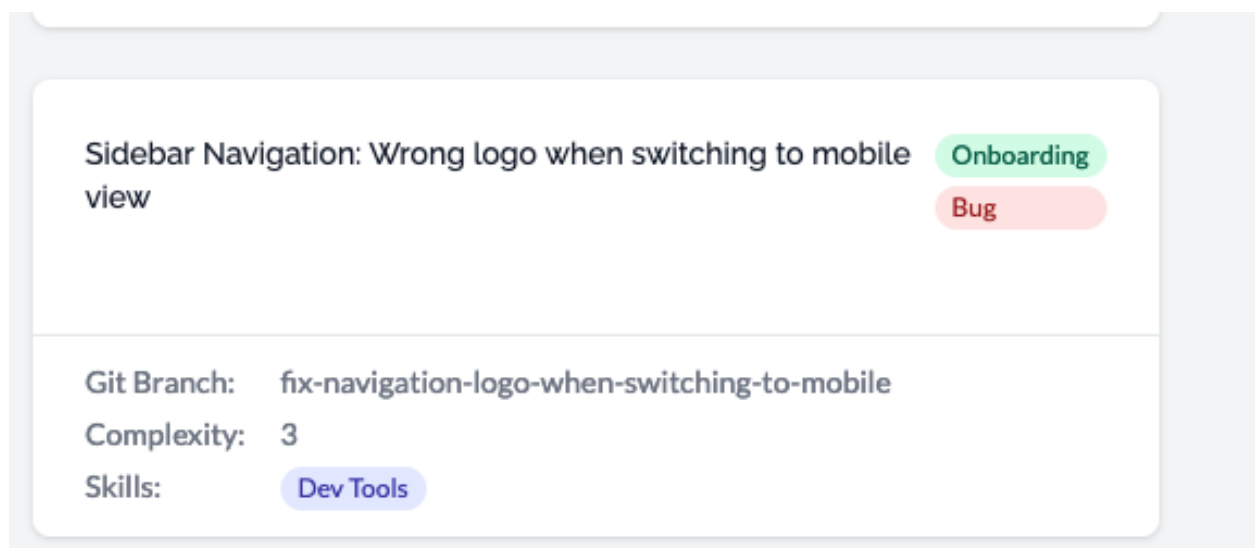 Sidebar Navigation: Wrong logo when switching to mobile
view
Onboarding
Bug
Git Branch: fix-navigation-logo-when-switching-to-mobile
Complexity: 3
Skills: Dev Tools